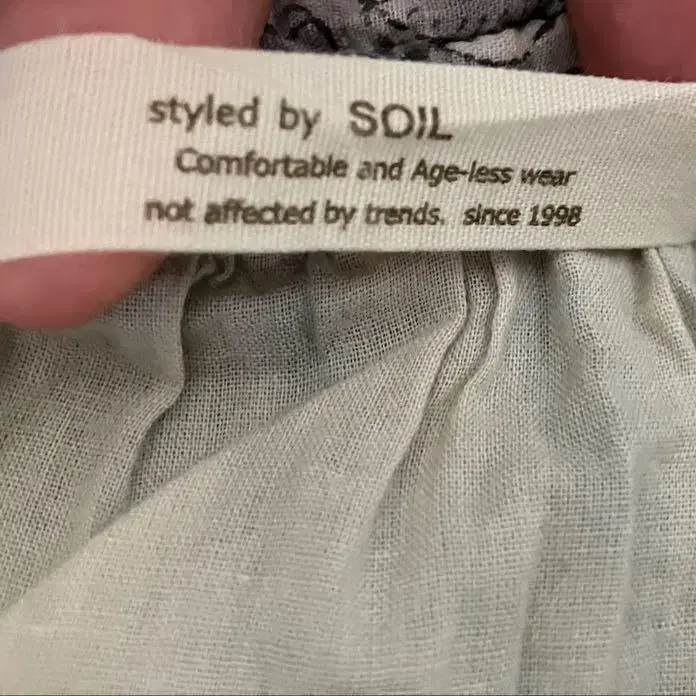 styled by SOIL
Comfortable and Age-less wear
not affected by trends. since 1998